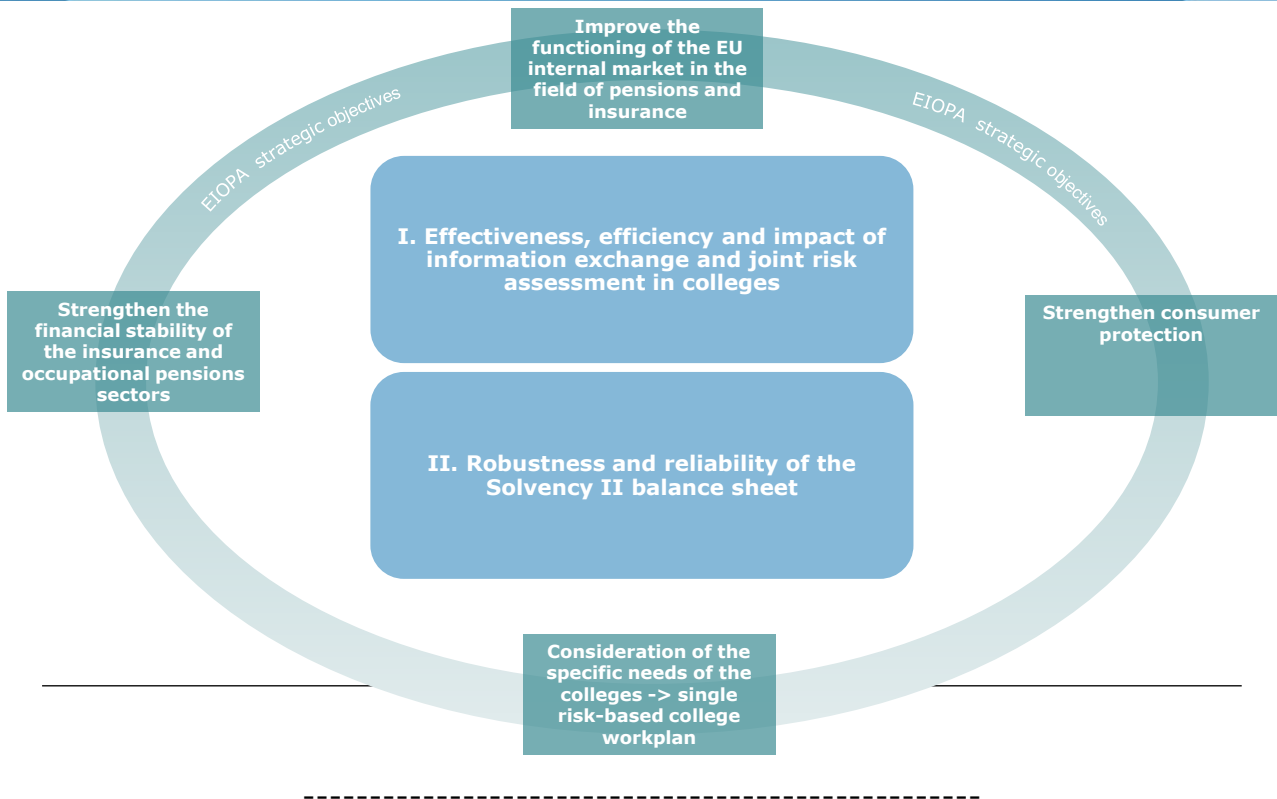 Improve the
functioning of the EU
internal market in the
field of pensions and
insurance
EIOPA strategic objectives
EIOPA strategic objectives
I. Effectiveness, efficiency and impact of
information exchange and joint risk
assessment in colleges
Strengthen the
financial stability of
the insurance and
occupational pensions
sectors
Strengthen consumer
protection
II. Robustness and reliability of the
Solvency II balance sheet
Consideration of the
specific needs of the
colleges -> single
risk-based college
workplan